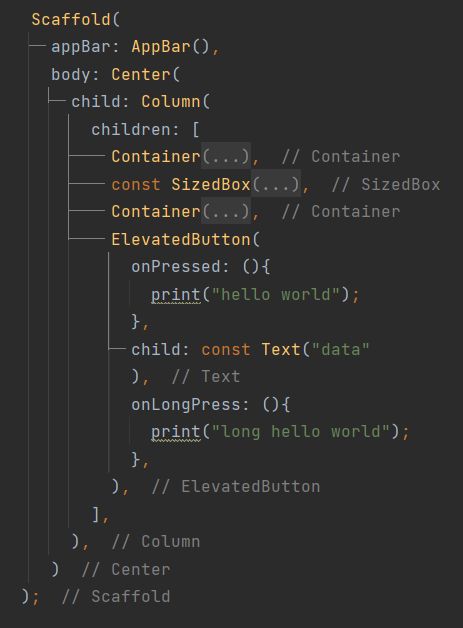 Scaffold(
appBar: AppBar(),
body: Center(
child: Column(
children: [
Container(...),  // Container
const SizedBox(...),  // SizedBox
Container(...),  // Container
ElevatedButton(
onPressed: (){
print("hello world");
},
child: const Text("data"
),  // Text
onLongPress: (){
print("long hello world");
},
),  // ElevatedButton
],
),  // Column
)  // Center
);  // Scaffold